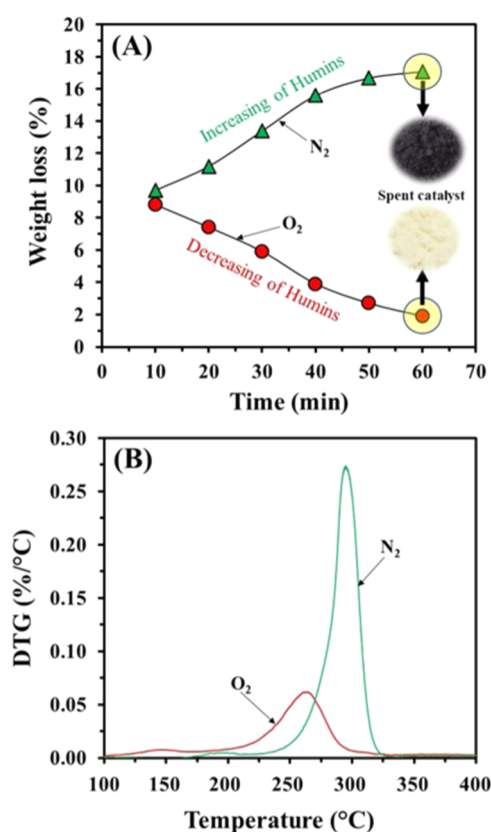 (A)
20
18
16
14
12
10
8
6
4
2
0
Weight loss (%)
Increasing of Humins
N2
Spent catalyst
O2
Decreasing of Humins
0 10 20 30 40 50 60 70
Time (min)
(B)
0.30
0.25
0.20
0.15
0.10
0.05
0.00
DTG (%/°C)
N2
O2
100 150 200 250 300 350 400
Temperature (°C)